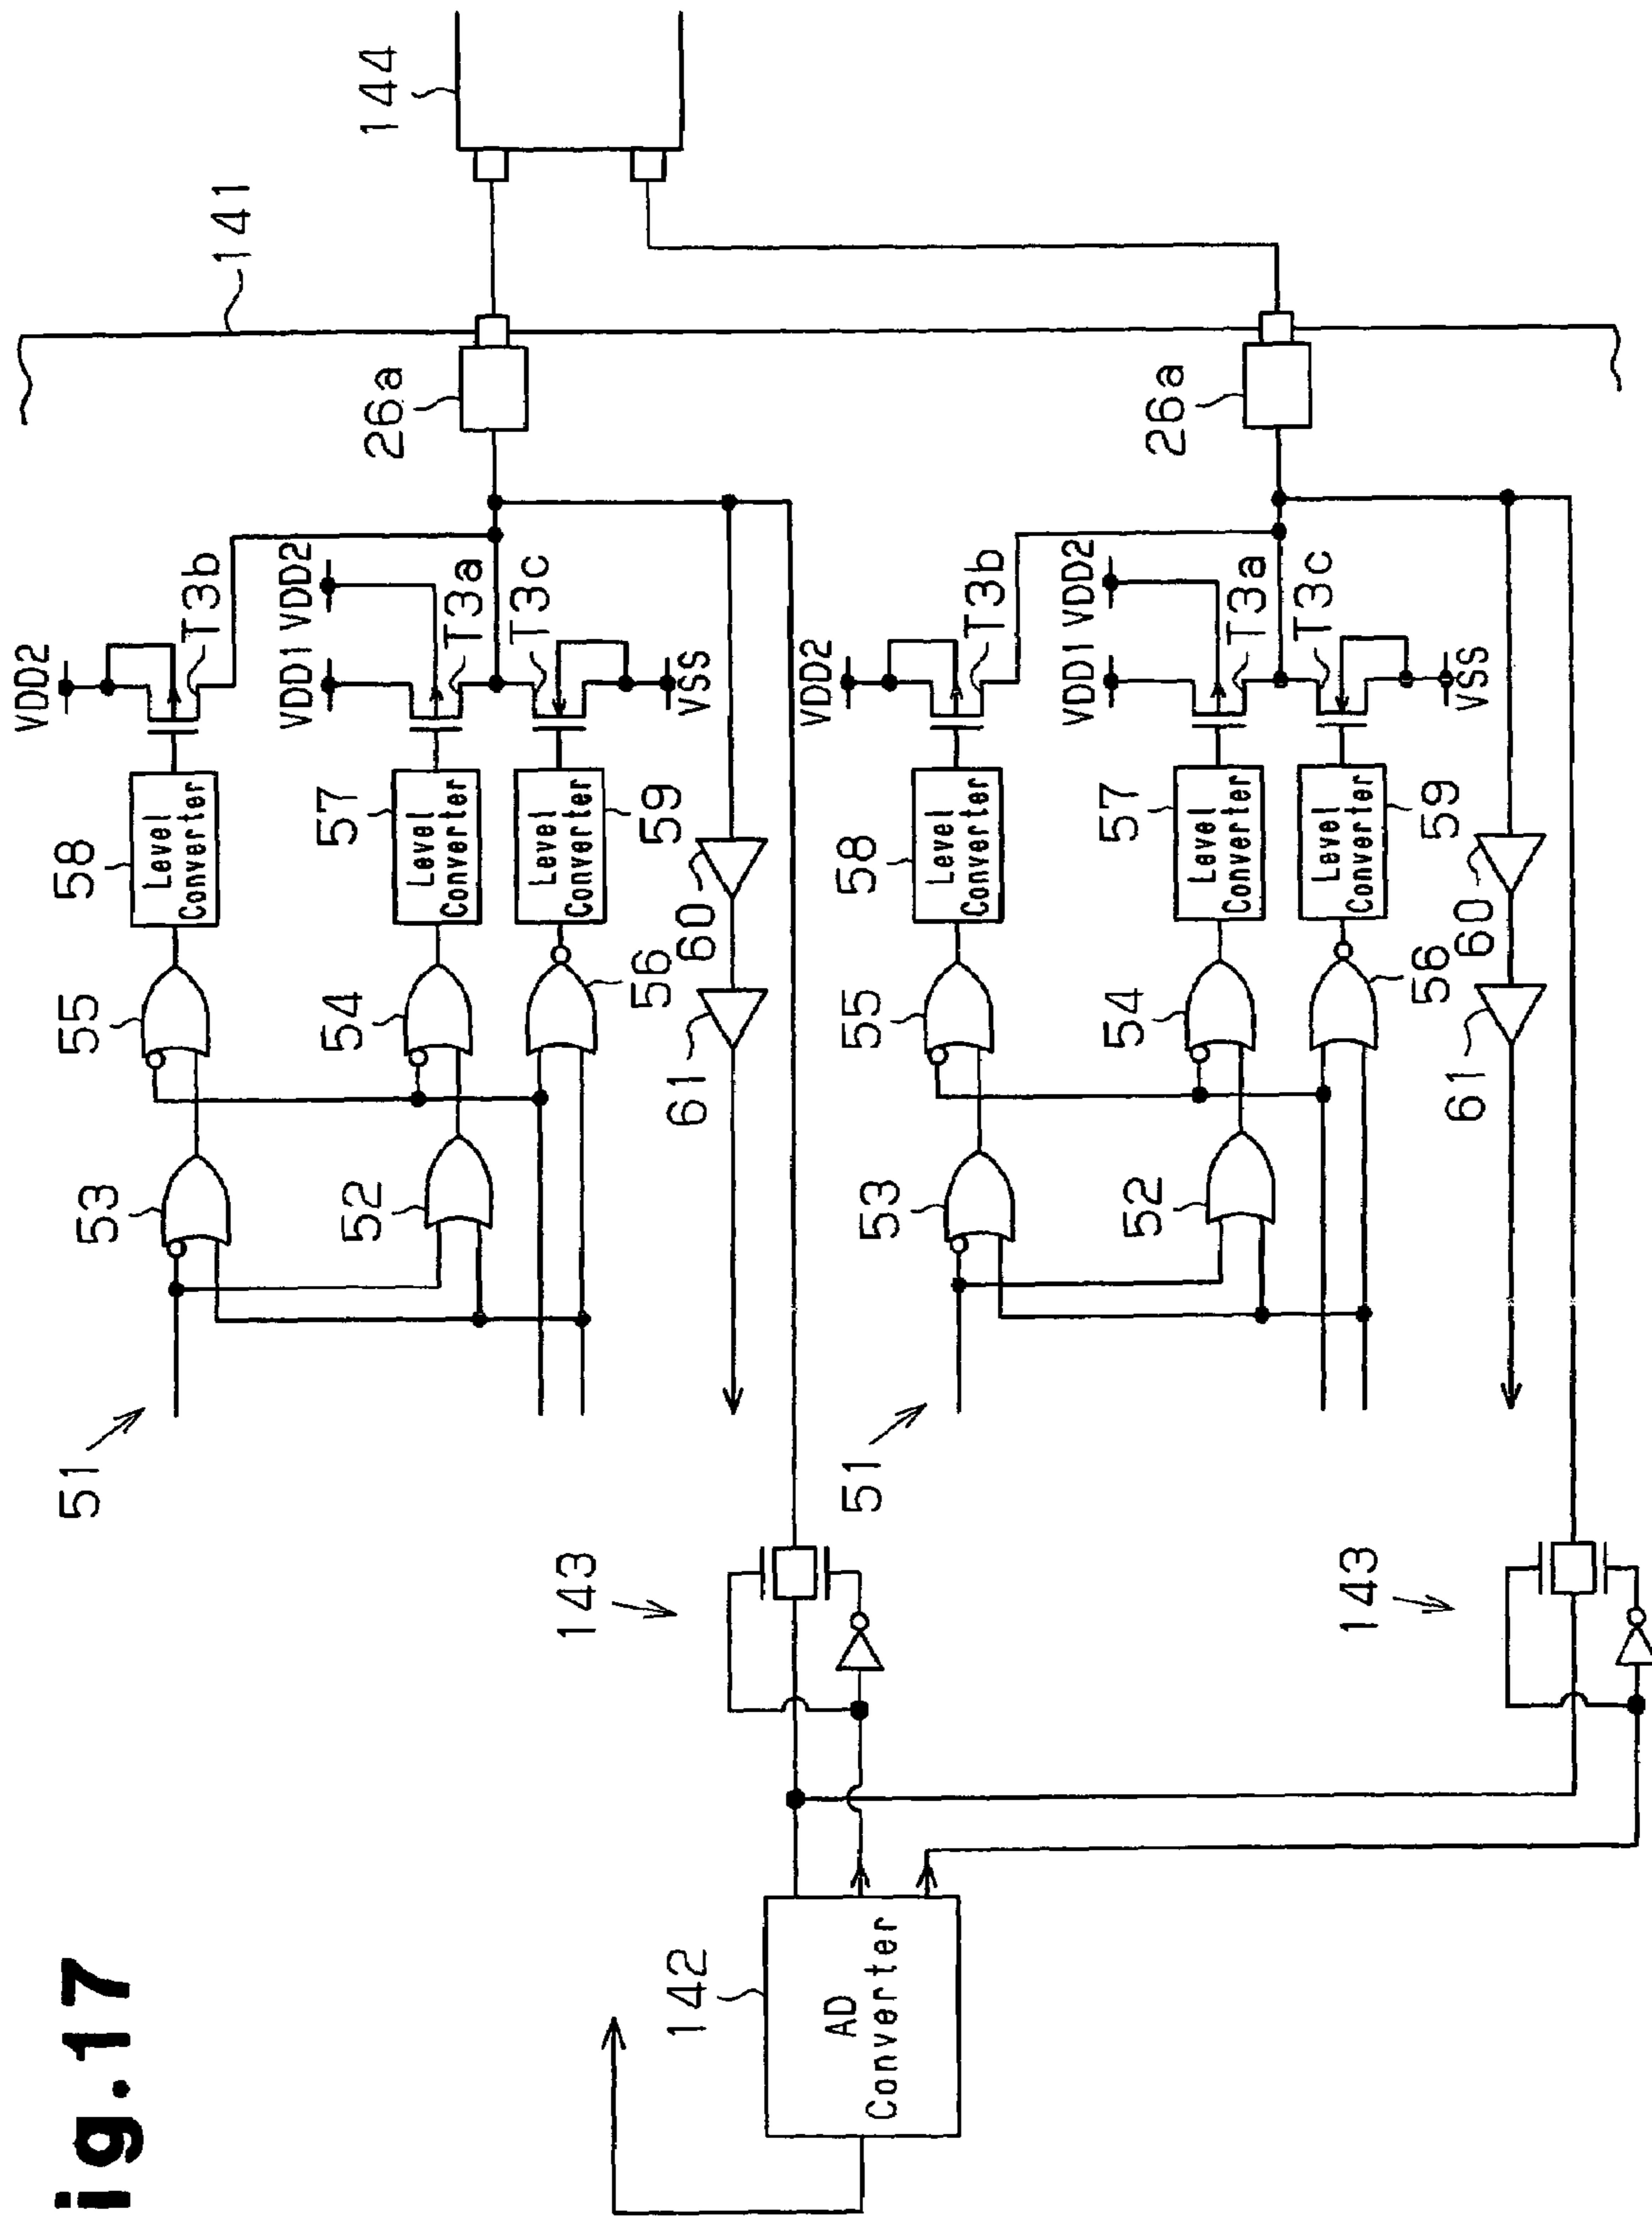 ig.17
51
53
55
58
Level
Converter
VDD2
T3b
52
54
57
Level
Converter
VDD1
VDD2
T3a
56
Level
Converter
59
T3c
VSS
61
60
26a
141
144
143
142
AD
Converter
51
53
55
58
Level
Converter
VDD2
T3b
52
54
57
Level
Converter
VDD1
VDD2
T3a
56
Level
Converter
59
T3c
VSS
61
60
26a
143